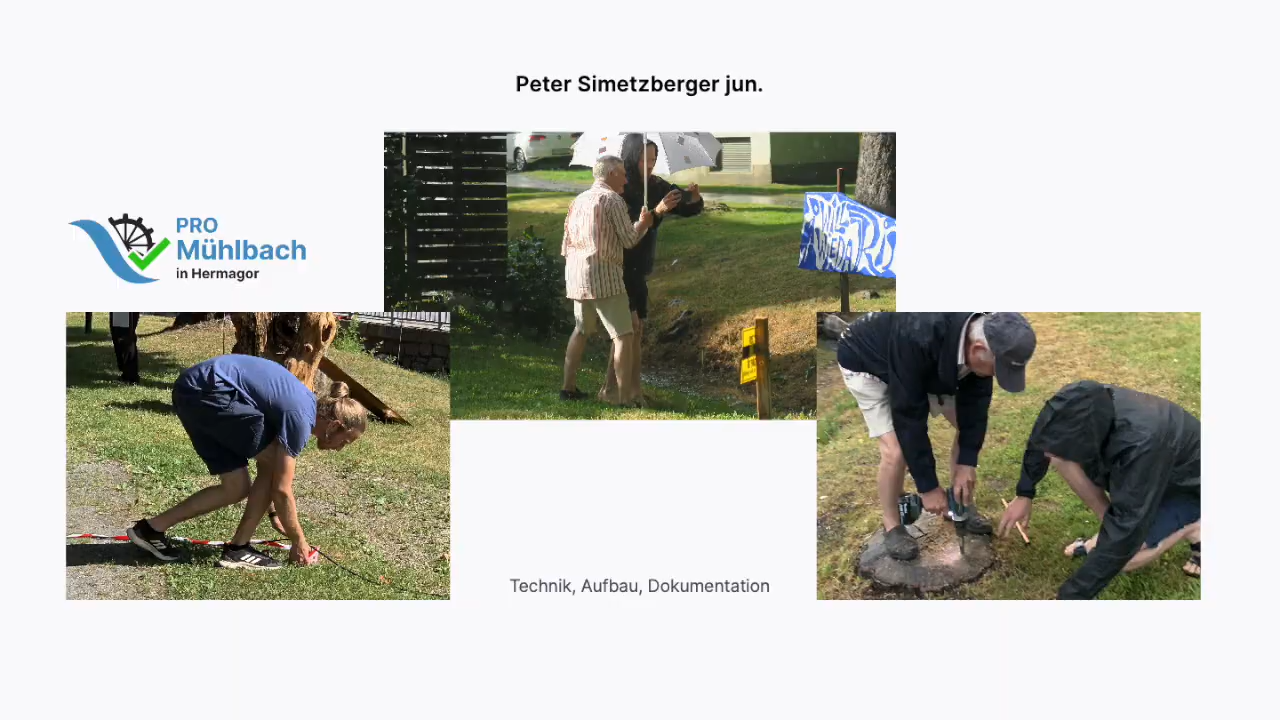 Peter Simetzberger jun.
PRO
Mühlbach
in Hermagor
Technik, Aufbau, Dokumentation